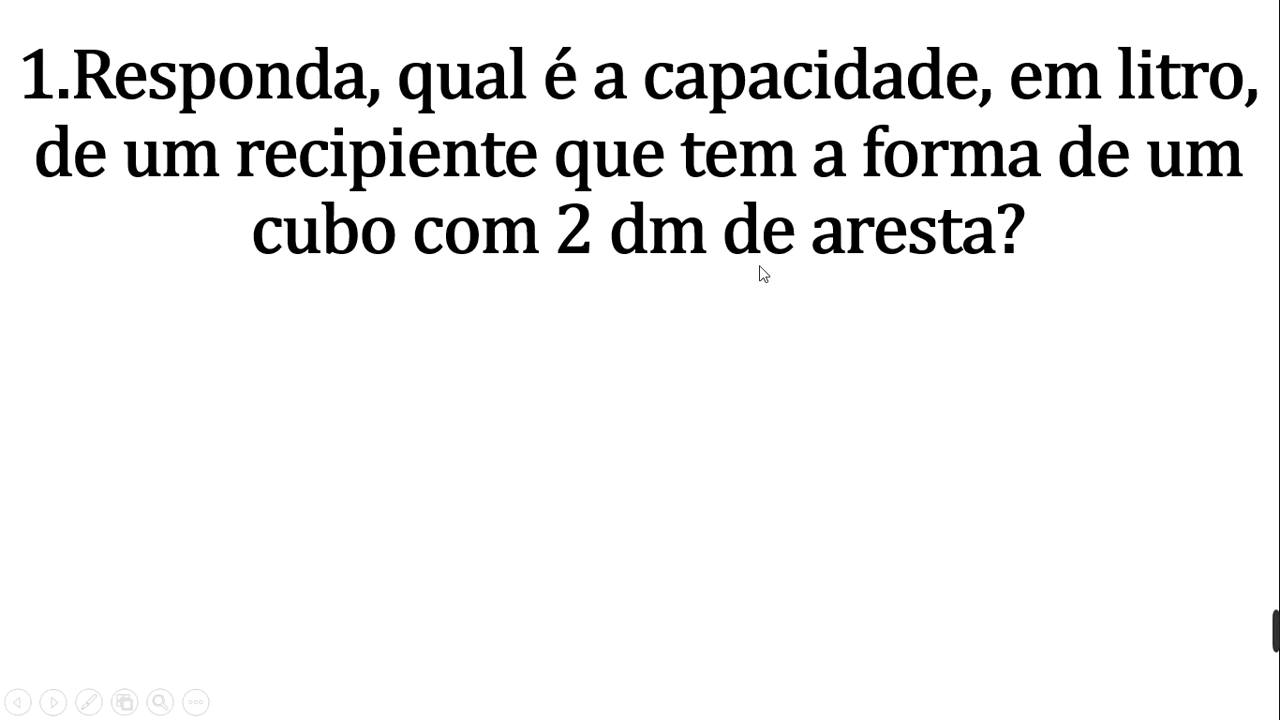 1.Responda, qual é a capacidade, em litro,
de um recipiente que tem a forma de um
cubo com 2 dm de aresta?